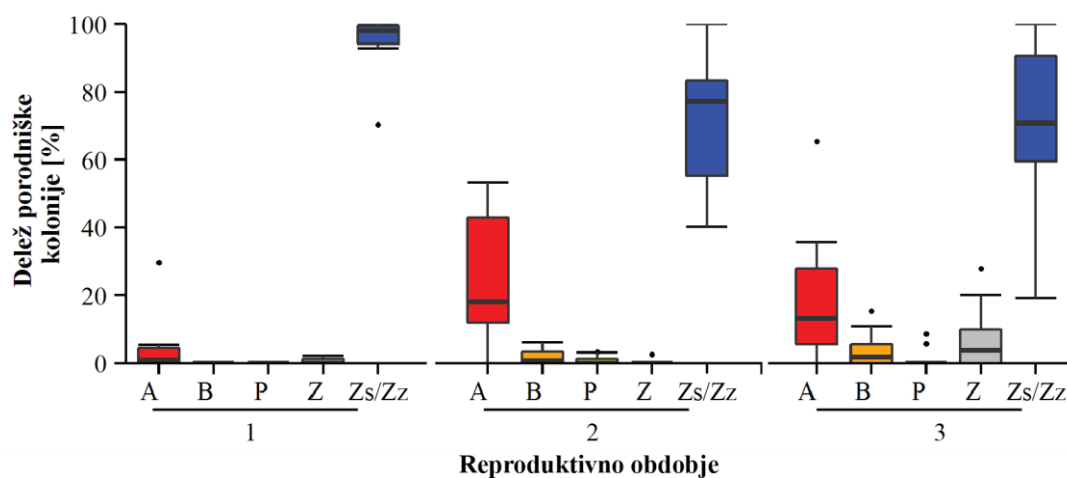 Delež porodniške
kolonije [%]
100
80
60
40
20
0
A B P Z Zs/Zz A B P Z Zs/Zz A B P Z Zs/Zz
1 2 3
Reproduktivno obdobje